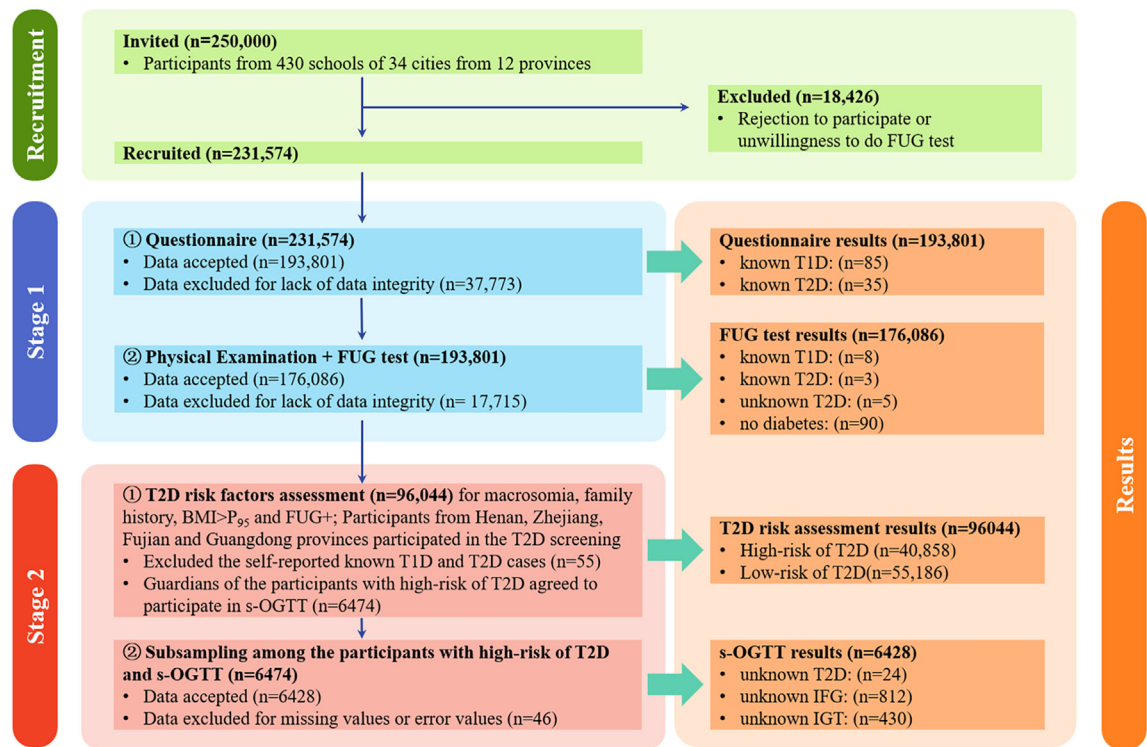 Recruitment
Invited (n=250,000)
• Participants from 430 schools of 34 cities from 12 provinces
Excluded (n=18,426)
• Rejection to participate or
unwillingness to do FUG test
Recruited (n=231,574)
Stage 1
① Questionnaire (n=231,574)
• Data accepted (n=193,801)
• Data excluded for lack of data integrity (n=37,773)
Questionnaire results (n=193,801)
• known T1D: (n=85)
• known T2D: (n=35)
② Physical Examination + FUG test (n=193,801)
• Data accepted (n=176,086)
• Data excluded for lack of data integrity (n= 17,715)
FUG test results (n=176,086)
• known T1D: (n=8)
• known T2D: (n=3)
• unknown T2D: (n=5)
• no diabetes: (n=90)
Results
Stage 2
① T2D risk factors assessment (n=96,044) for macrosomia, family
history, BMI>P95 and FUG+; Participants from Henan, Zhejiang,
Fujian and Guangdong provinces participated in the T2D screening
• Excluded the self-reported known T1D and T2D cases (n=55)
• Guardians of the participants with high-risk of T2D agreed to
participate in s-OGTT (n=6474)
T2D risk assessment results (n=96044)
• High-risk of T2D (n=40,858)
• Low-risk of T2D(n=55,186)
② Subsampling among the participants with high-risk of T2D
and s-OGTT (n=6474)
• Data accepted (n=6428)
• Data excluded for missing values or error values (n=46)
s-OGTT results (n=6428)
• unknown T2D: (n=24)
• unknown IFG: (n=812)
• unknown IGT: (n=430)